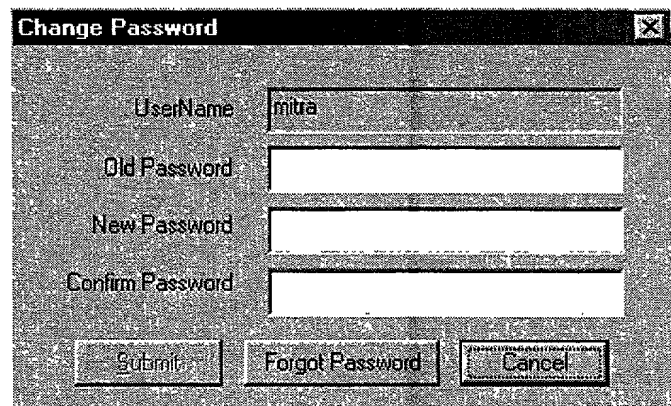 Change Password
UserName mitra
Old Password
New Password
Confirm Password
Submit Forgot Password Cancel